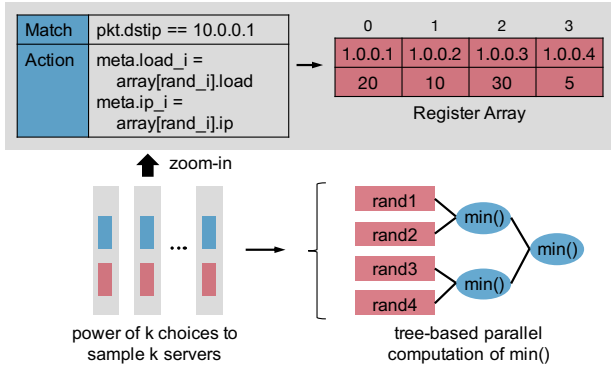 Match pkt.dstip == 10.0.0.1
Action meta.load_i =
array[rand_i].load
meta.ip_i =
array[rand_i].ip
0 1 2 3
1.0.0.1 1.0.0.2 1.0.0.3 1.0.0.4
20 10 30 5
Register Array
zoom-in
...
power of k choices to
sample k servers
rand1
rand2
rand3
rand4
min()
min()
min()
tree-based parallel
computation of min()